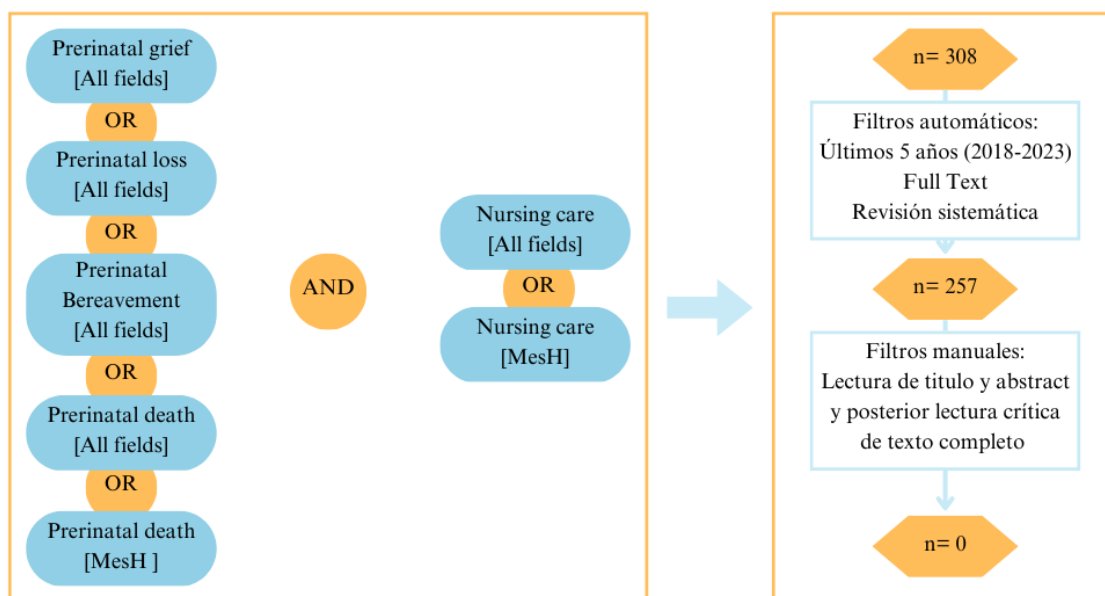 Prerinatal grief
[All fields]
OR
Prerinatal loss
[All fields]
OR
Prerinatal
Bereavement
[All fields]
OR
Prerinatal death
[All fields]
OR
Prerinatal death
[MesH ]
AND
Nursing care
[All fields]
OR
Nursing care
[MesH]
n= 308
Filtros automáticos:
Últimos 5 años (2018-2023)
Full Text
Revisión sistemática
n= 257
Filtros manuales:
Lectura de titulo y abstract
y posterior lectura crítica
de texto completo
n= 0